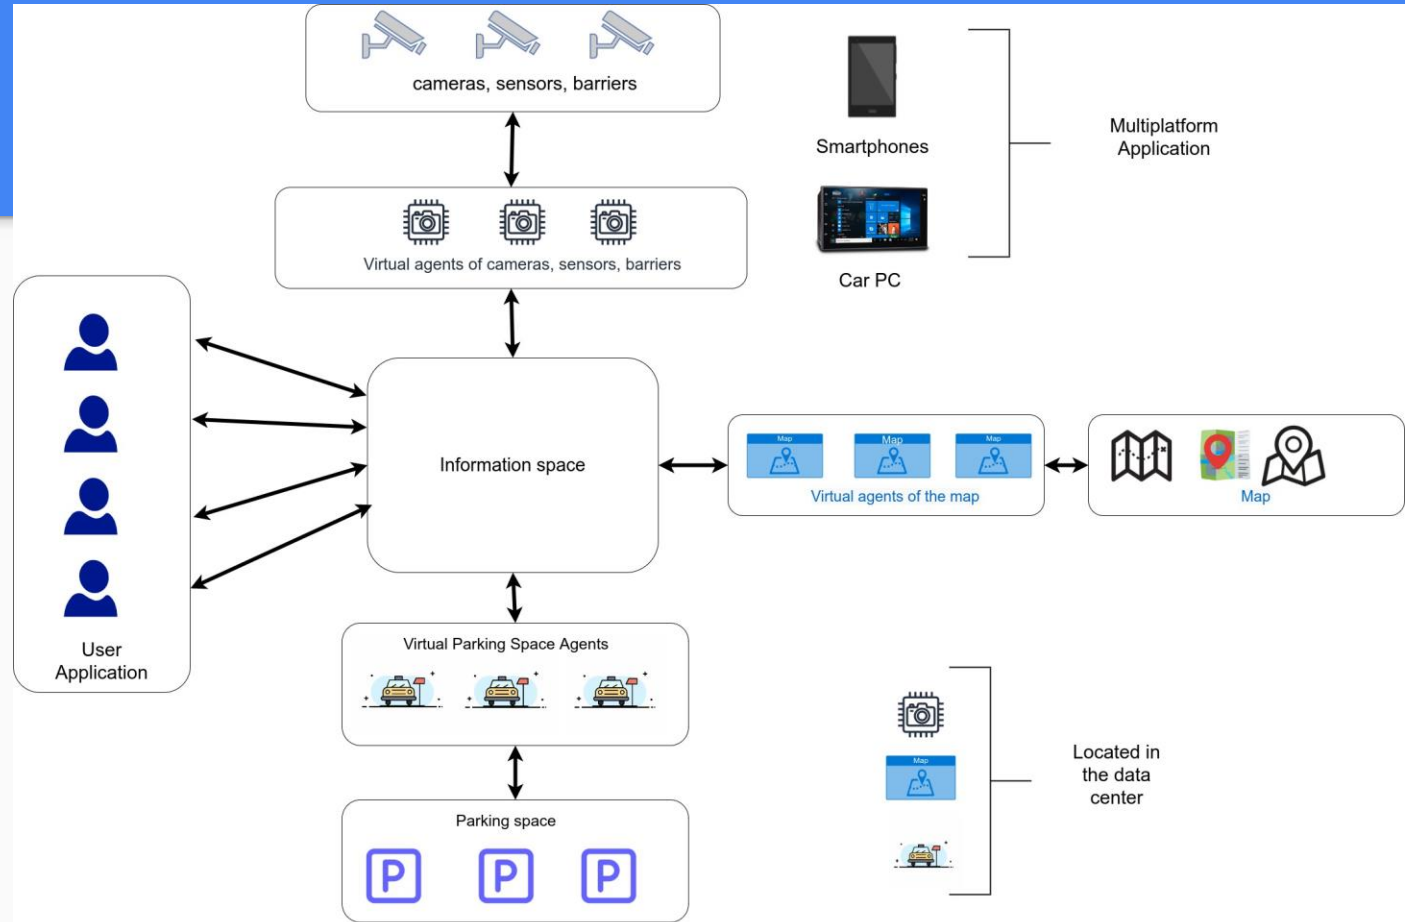 cameras, sensors, barriers
Smartphones
Multiplatform
Application
Car PC
Virtual agents of cameras, sensors, barriers
User
Application
Information space
Map
Map
Map
Virtual agents of the map
Map
Virtual Parking Space Agents
Parking space
P
P
P
Map
Located in
the data
center